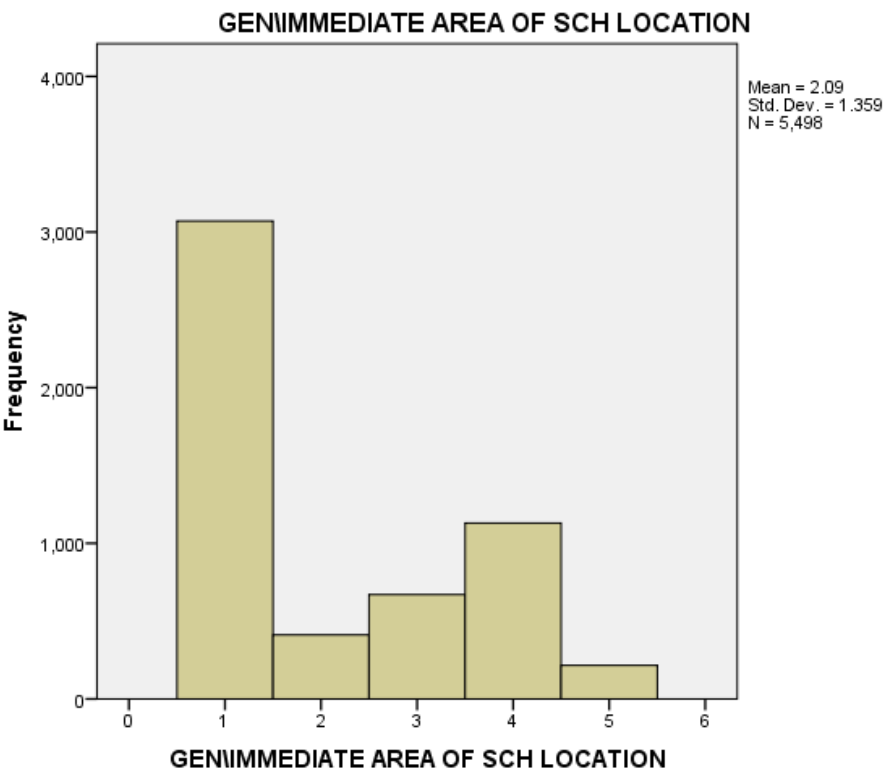 GEN\IMMEDIATE AREA OF SCH LOCATION
Mean = 2.09
Std. Dev. = 1.359
N = 5,498
Frequency
4,000
3,000
2,000
1,000
0
0 1 2 3 4 5 6
GEN\IMMEDIATE AREA OF SCH LOCATION